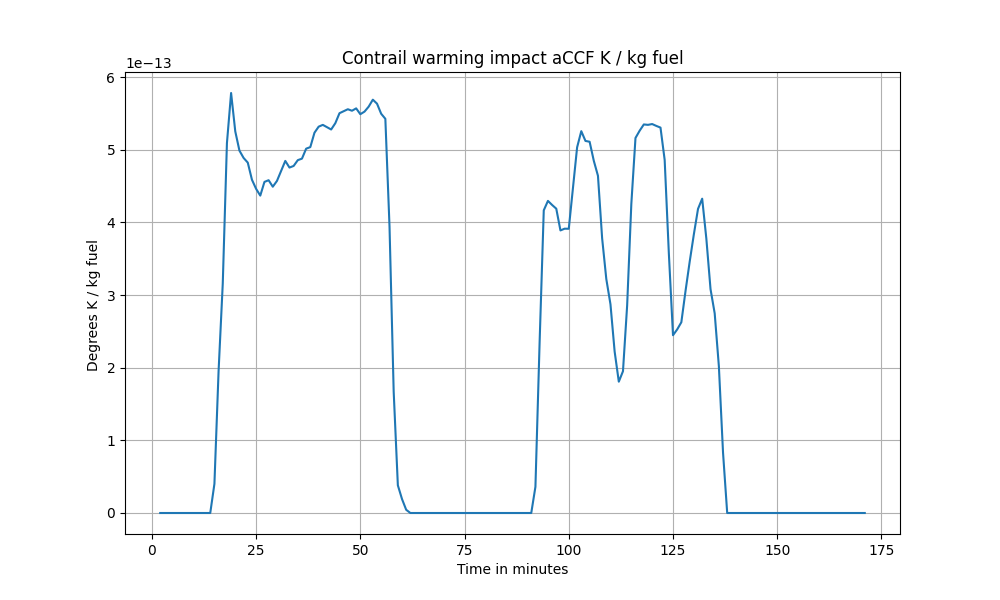 Contrail warming impact aCCF K / kg fuel
1e−13
6
5
4
3
2
1
0
Degrees K / kg fuel
0 25 50 75 100 125 150 175
Time in minutes